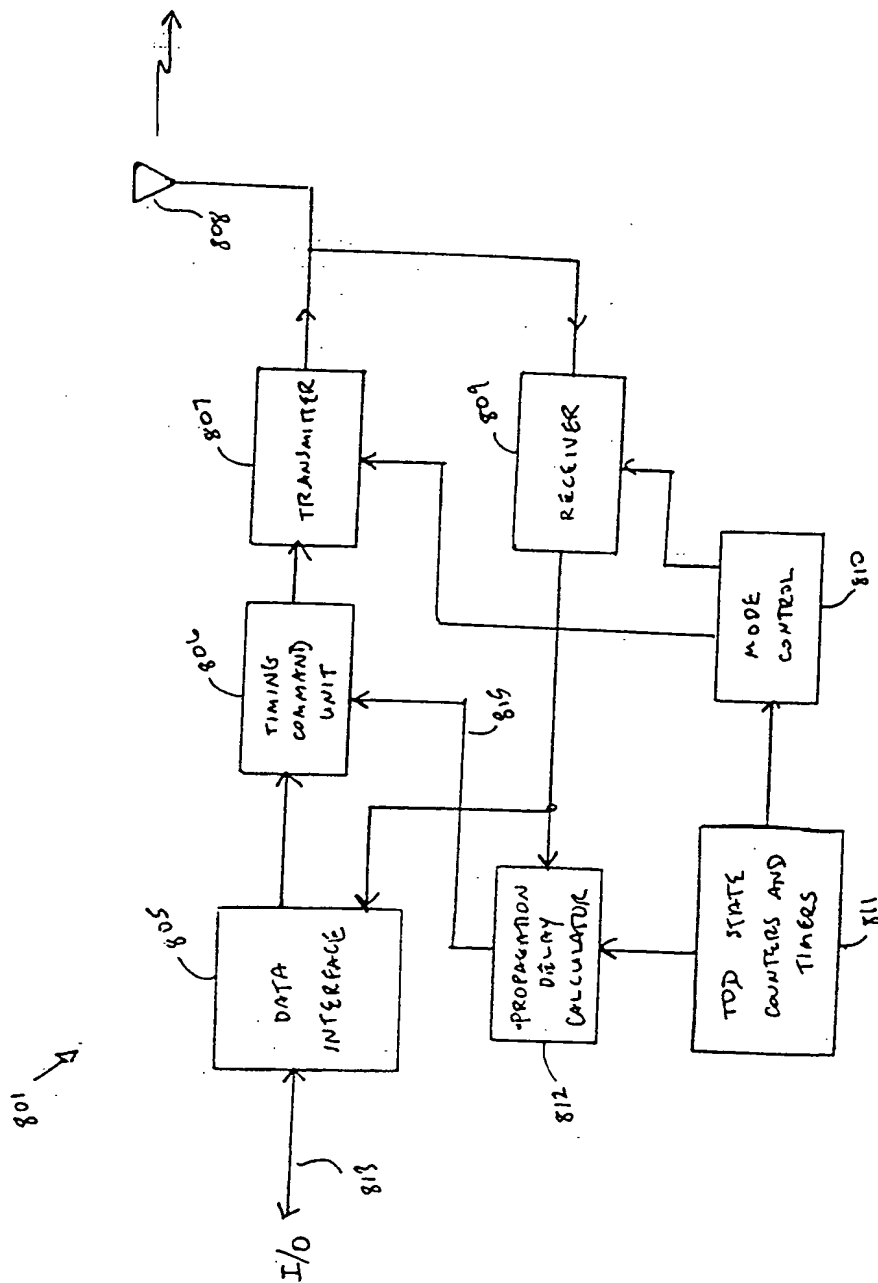 801
808
807
TRANSMITTER
806
TIMING
COMMAND
UNIT
805
DATA
INTERFACE
I/O
813
809
RECEIVER
815
PROPAGATION
DELAY
CALCULATOR
812
MODE
CONTROL
810
TOD STATE
COUNTERS AND
TIMERS
811